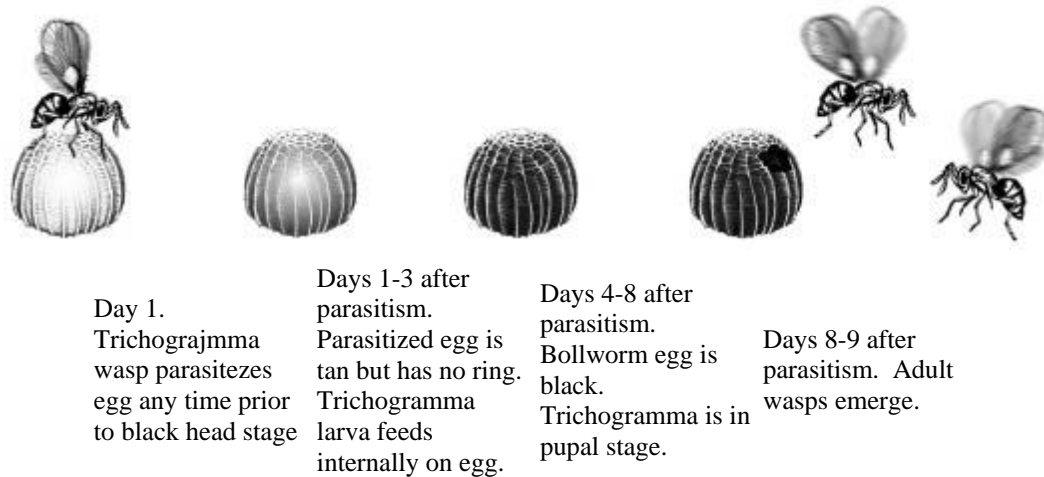 Day 1.
Trichograjmma
wasp parasitezes
egg any time prior
to black head stage
Days 1-3 after
parasitism.
Parasitized egg is
tan but has no ring.
Trichogramma
larva feeds
internally on egg.
Days 4-8 after
parasitism.
Bollworm egg is
black.
Trichogramma is in
pupal stage.
Days 8-9 after
parasitism.  Adult
wasps emerge.